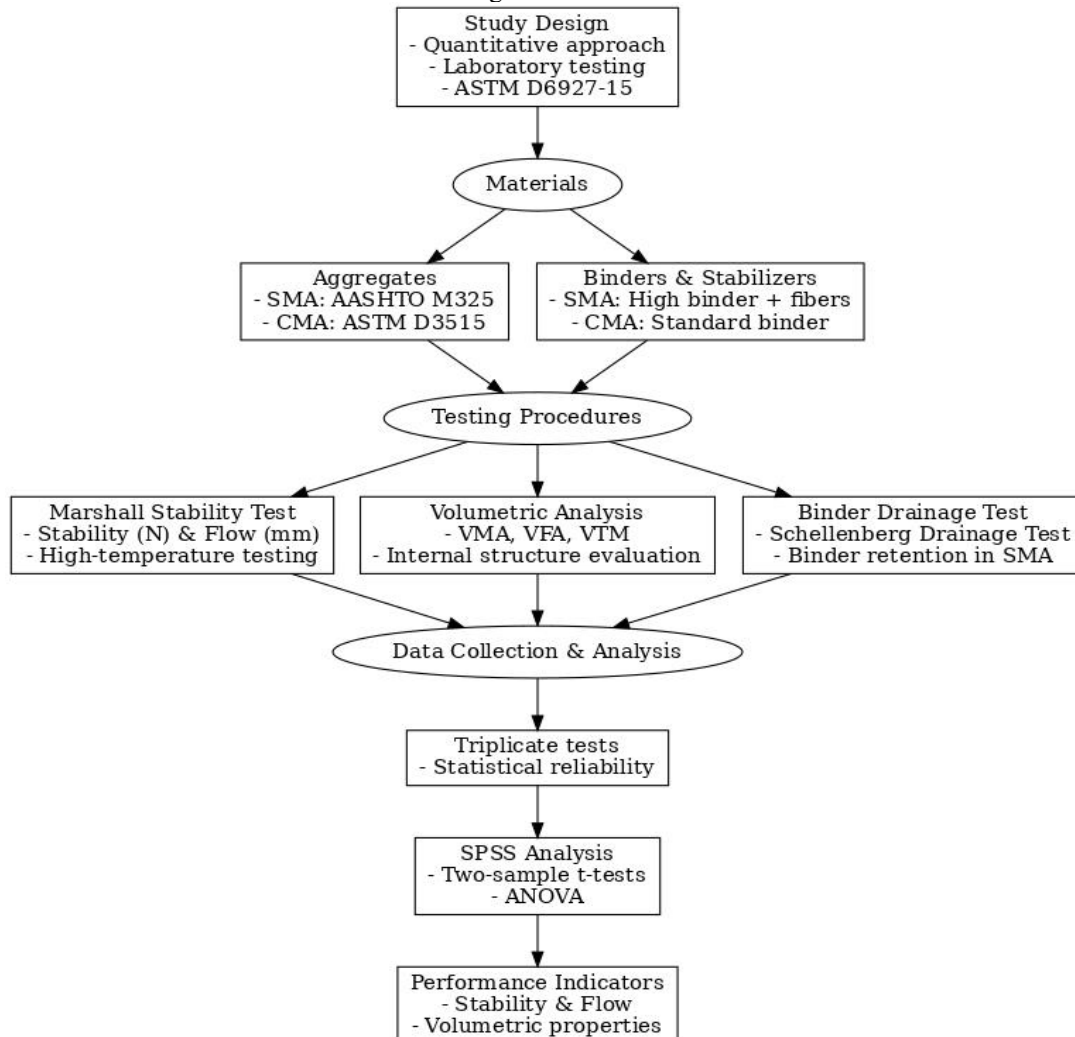 Study Design
- Quantitative approach
- Laboratory testing
- ASTM D6927-15
Materials
Aggregates
- SMA: AASHTO M325
- CMA: ASTM D3515
Binders & Stabilizers
- SMA: High binder + fibers
- CMA: Standard binder
Testing Procedures
Marshall Stability Test
- Stability (N) & Flow (mm)
- High-temperature testing
Volumetric Analysis
- VMA, VFA, VTM
- Internal structure evaluation
Binder Drainage Test
- Schellenberg Drainage Test
- Binder retention in SMA
Data Collection & Analysis
Triplicate tests
- Statistical reliability
SPSS Analysis
- Two-sample t-tests
- ANOVA
Performance Indicators
- Stability & Flow
- Volumetric properties